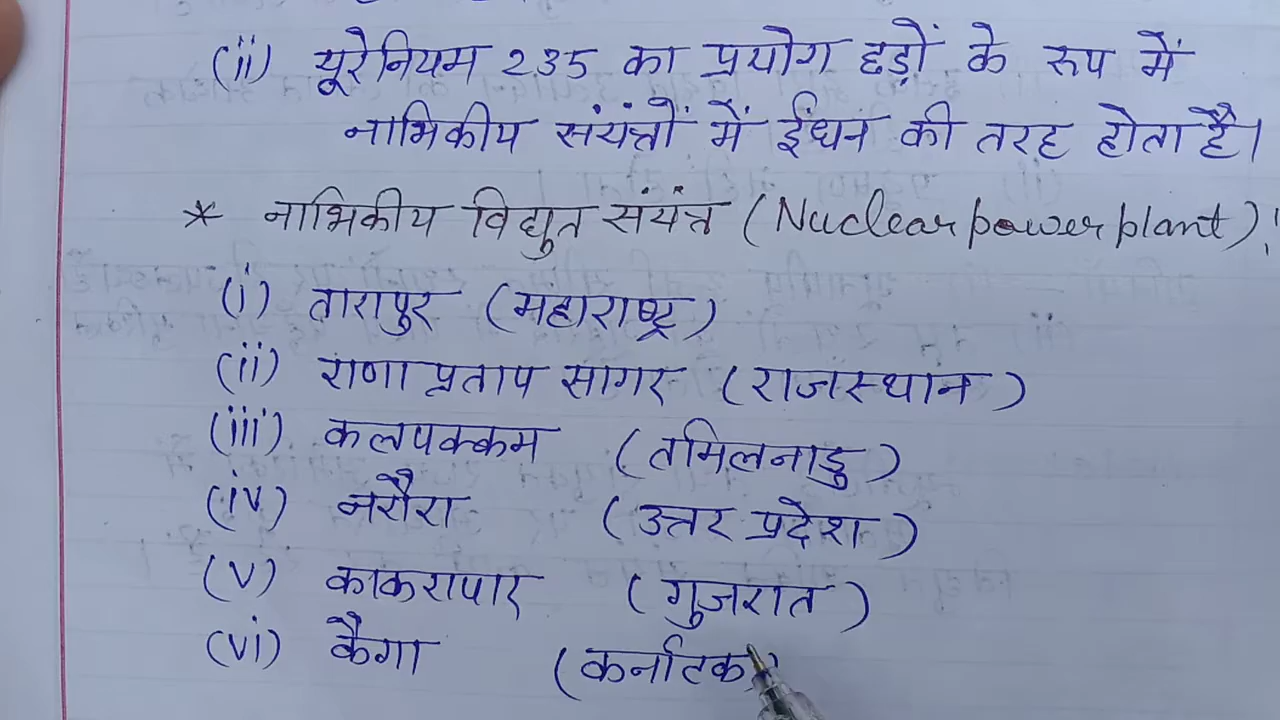 (ii) यूरेनियम 235 का प्रयोग छड़ों के रूप में
नाभिकीय संयंत्रों में ईंधन की तरह होता है।
* नाभिकीय विद्युत संयंत्र (Nuclear power plant) :
(i) तारापुर (महाराष्ट्र)
(ii) राणा प्रताप सागर (राजस्थान)
(iii) कलपक्कम (तमिलनाडु)
(iv) नरौरा (उत्तर प्रदेश)
(v) काकरापार (गुजरात)
(vi) कैगा (कर्नाटक)